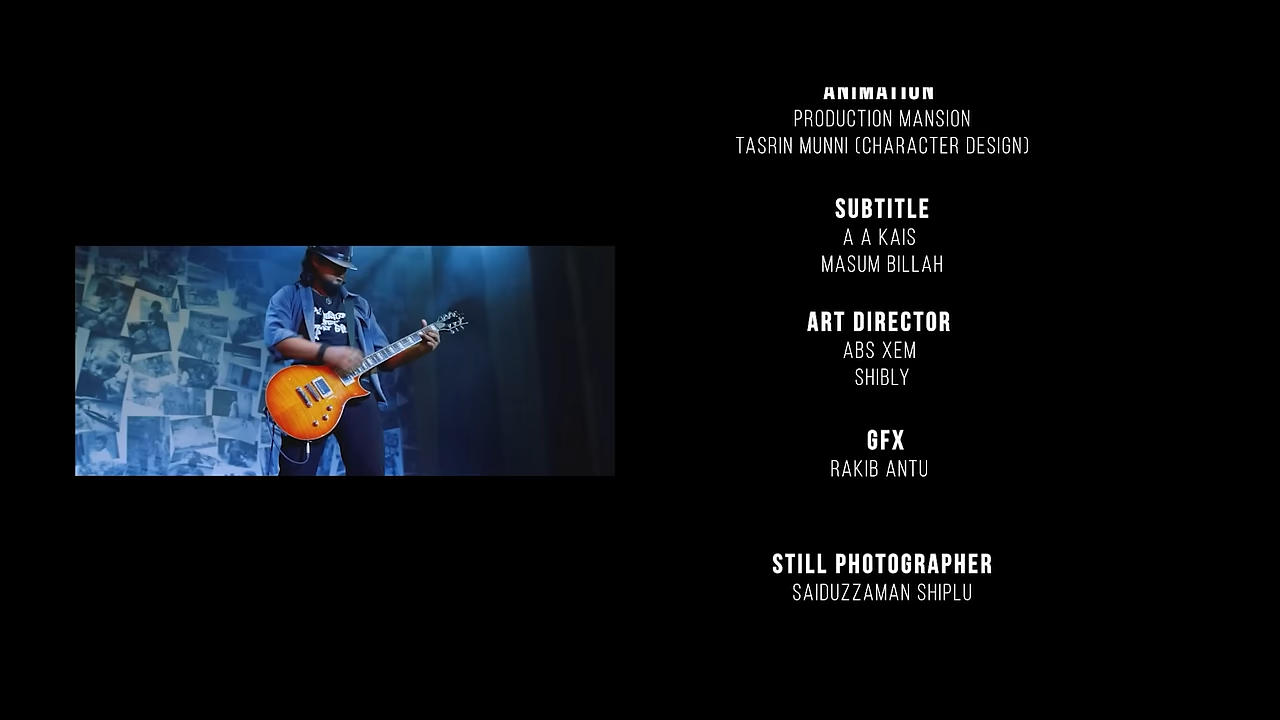 ANIMATION
PRODUCTION MANSION
TASRIN MUNNI (CHARACTER DESIGN)
SUBTITLE
A A KAIS
MASUM BILLAH
ART DIRECTOR
ABS XEM
SHIBLY
GFX
RAKIB ANTU
STILL PHOTOGRAPHER
SAIDUZZAMAN SHIPLU